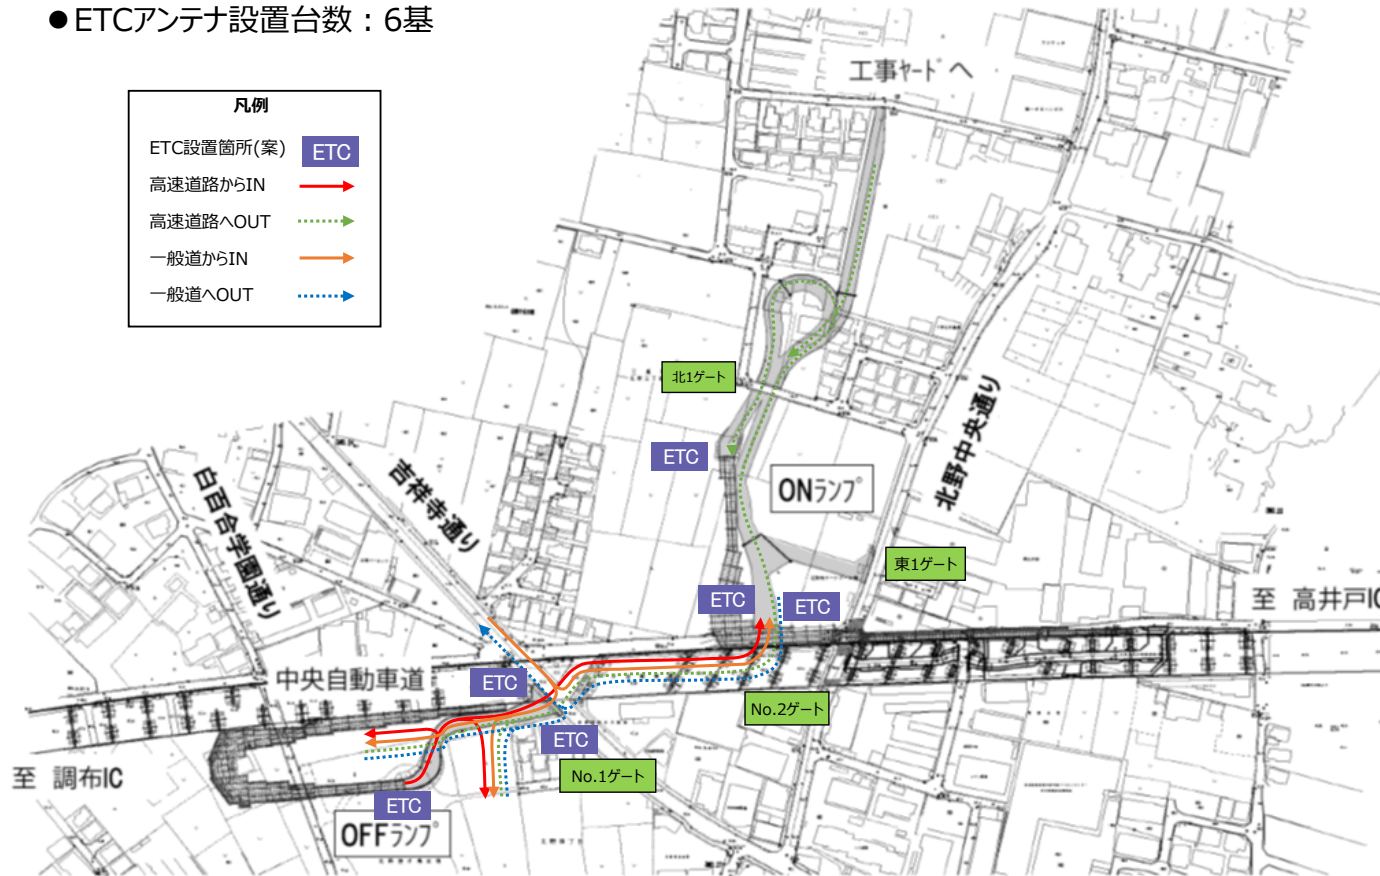 ●ETCアンテナ設置台数：6基
凡例
ETC設置箇所(案) ETC
高速道路からIN
高速道路へOUT
一般道からIN
一般道へOUT
工事ﾔｰﾄﾞへ
北1ゲート
ETC
ONﾗﾝﾌﾟ
北野中央通り
吉祥寺通り
白百合学園通り
東1ゲート
ETC
ETC
至 高井戸IC
中央自動車道
ETC
No.2ゲート
ETC
至 調布IC
No.1ゲート
ETC
OFFﾗﾝﾌﾟ